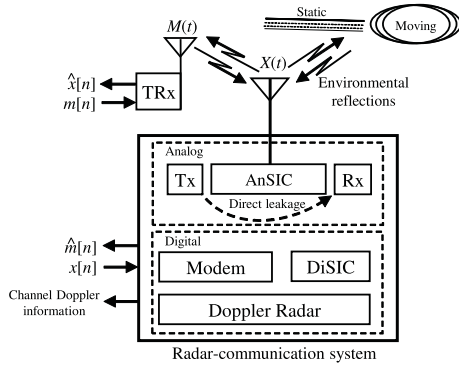 Static
Moving
M(t)
X(t)
Environmental
reflections
x̂[n]
m[n]
TRx
Analog
Tx
AnSIC
Rx
Direct leakage
Digital
m̂[n]
x[n]
Modem
DiSIC
Channel Doppler
information
Doppler Radar
Radar-communication system